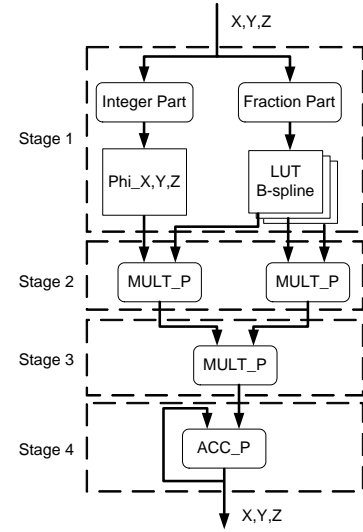 X,Y,Z
Integer Part
Fraction Part
Stage 1
Phi_X,Y,Z
LUT
B-spline
Stage 2
MULT_P
MULT_P
Stage 3
MULT_P
Stage 4
ACC_P
X,Y,Z